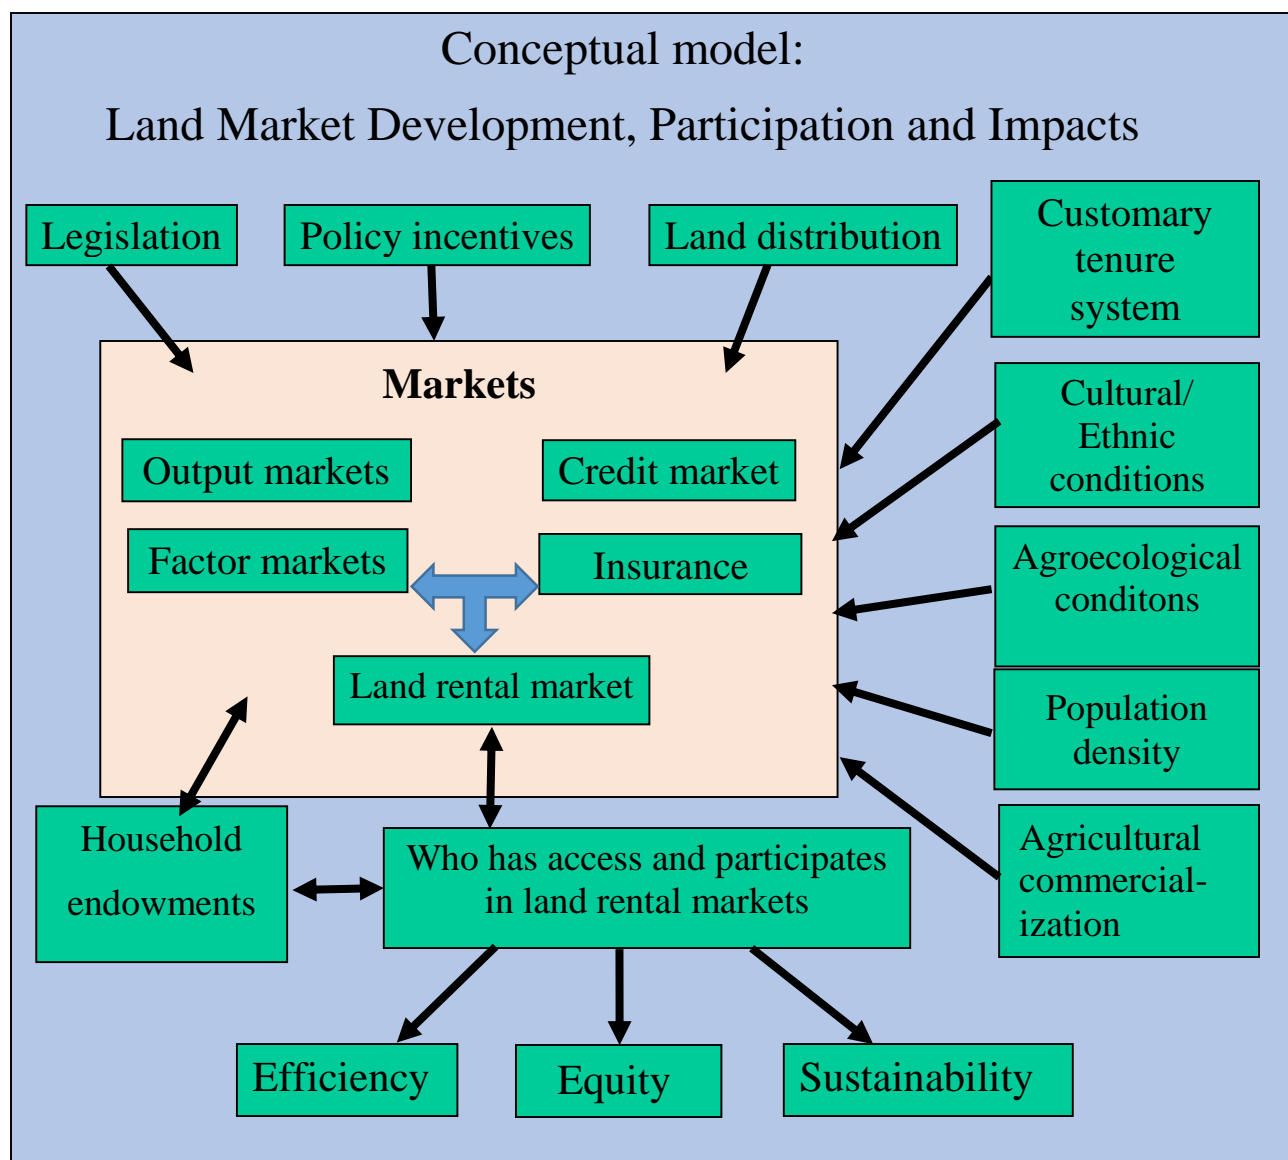 Conceptual model:
Land Market Development, Participation and Impacts
Legislation
Policy incentives
Land distribution
Customary
tenure
system
Markets
Cultural/
Ethnic
conditions
Output markets
Credit market
Factor markets
Insurance
Agroecological
conditons
Land rental market
Population
density
Household
endowments
Who has access and participates
in land rental markets
Agricultural
commercial-
ization
Efficiency
Equity
Sustainability